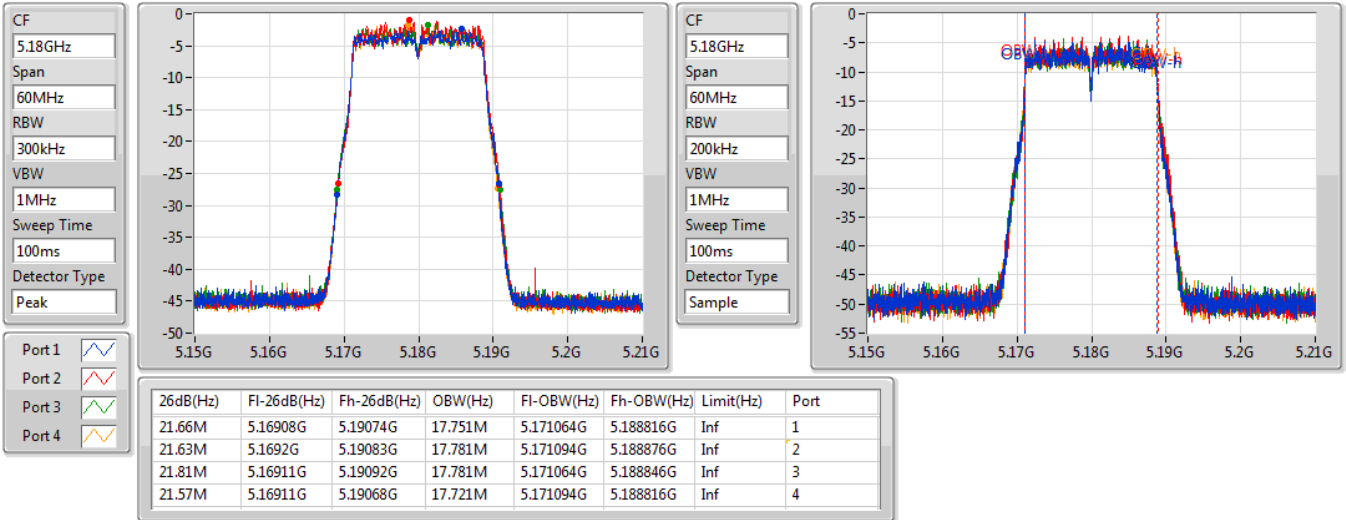 CF
5.18GHz
Span
60MHz
RBW
300kHz
VBW
1MHz
Sweep Time
100ms
Detector Type
Peak
0
-5
-10
-15
-20
-25
-30
-35
-40
-45
-50
5.15G 5.16G 5.17G 5.18G 5.19G 5.2G 5.21G
CF
5.18GHz
Span
60MHz
RBW
200kHz
VBW
1MHz
Sweep Time
100ms
Detector Type
Sample
0
-5
-10
-15
-20
-25
-30
-35
-40
-45
-50
-55
5.15G 5.16G 5.17G 5.18G 5.19G 5.2G 5.21G
Port 1
Port 2
Port 3
Port 4
26dB(Hz) Fl-26dB(Hz) Fh-26dB(Hz) OBW(Hz) Fl-OBW(Hz) Fh-OBW(Hz) Limit(Hz) Port
21.66M 5.16908G 5.19074G 17.751M 5.171064G 5.188816G Inf 1
21.63M 5.1692G 5.19083G 17.781M 5.171094G 5.188876G Inf 2
21.81M 5.16911G 5.19092G 17.781M 5.171064G 5.188846G Inf 3
21.57M 5.16911G 5.19068G 17.721M 5.171094G 5.188816G Inf 4